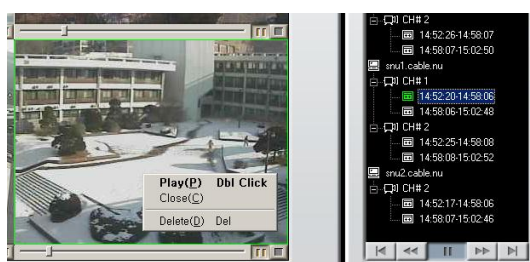 Play(P) Dbl Click
Close(C)
Delete(D) Del
CH# 2
14:52:26-14:58:07
14:58:07-15:02:50
snu1.cable.nu
CH# 1
14:52:20-14:58:06
14:58:06-15:02:48
CH# 2
14:52:25-14:58:08
14:58:08-15:02:52
snu2.cable.nu
CH# 2
14:52:17-14:58:06
14:58:07-15:02:46